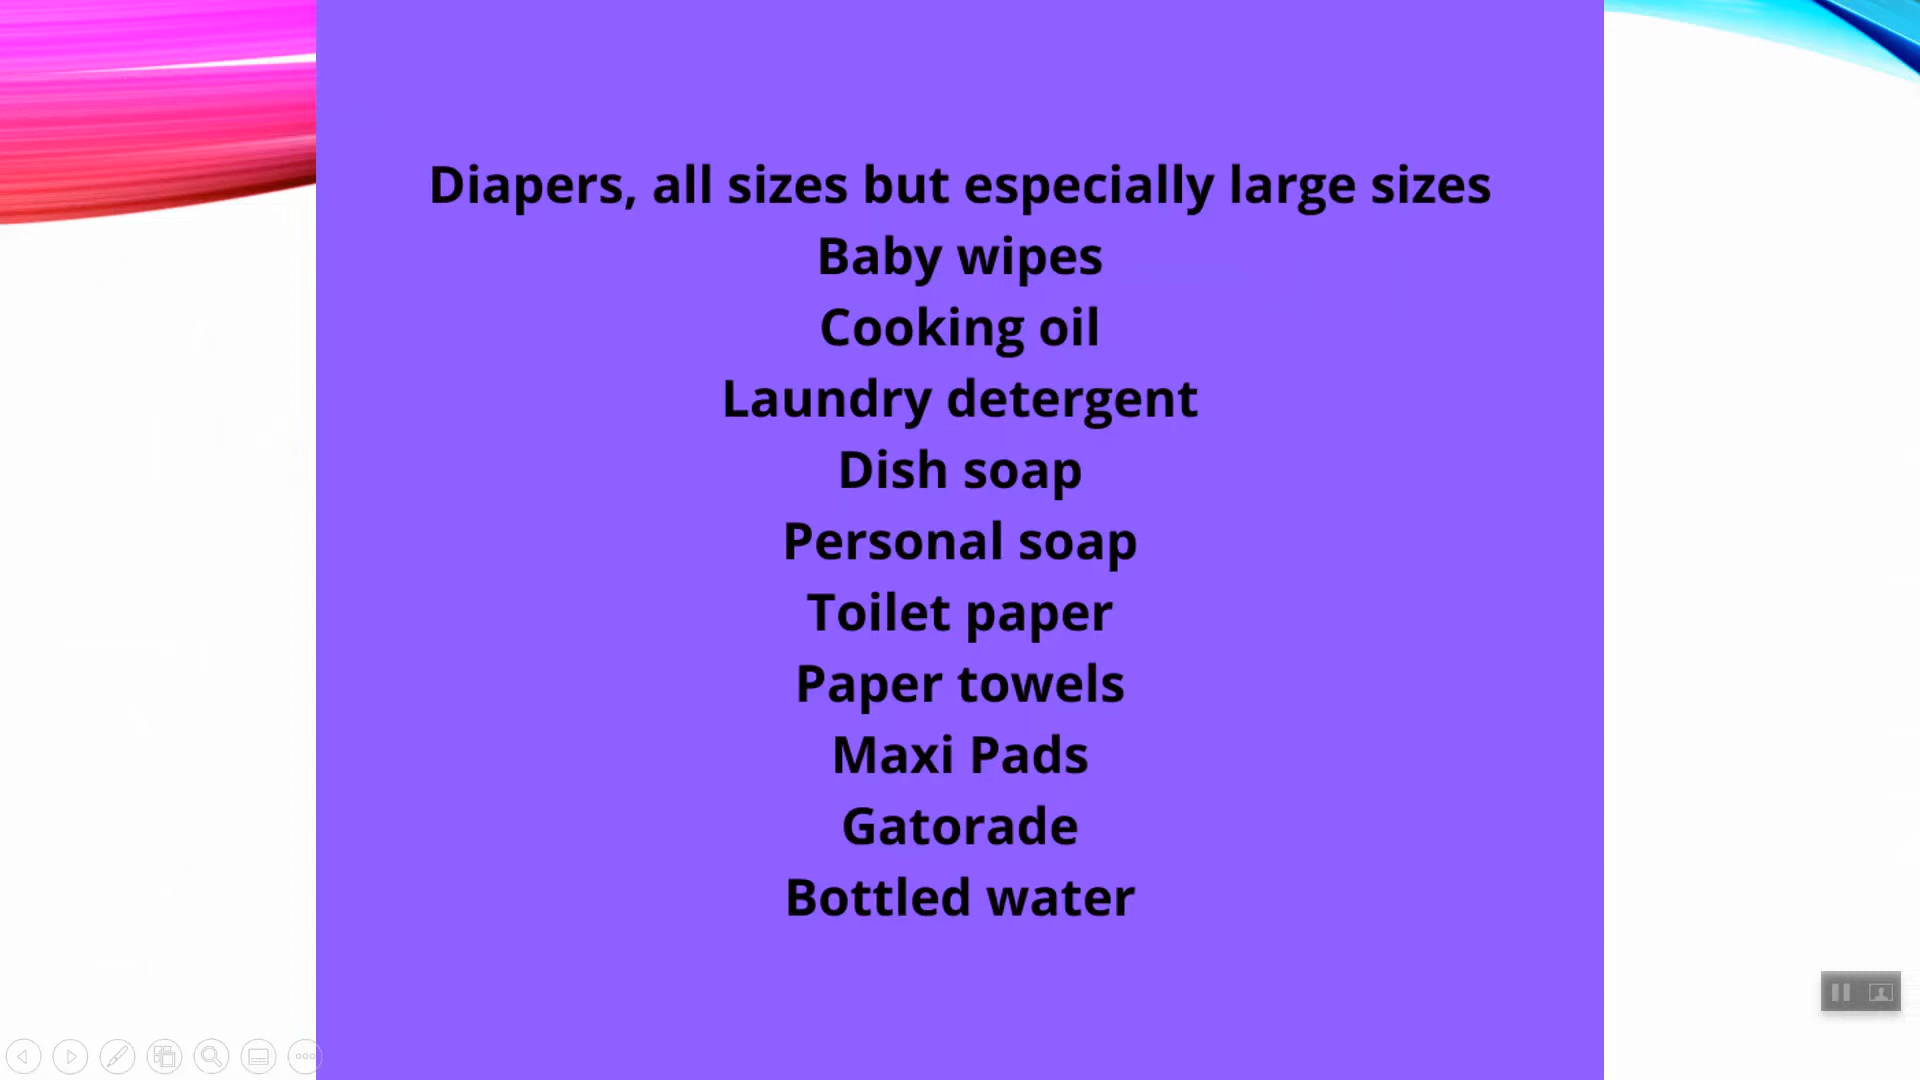 Diapers, all sizes but especially large sizes
Baby wipes
Cooking oil
Laundry detergent
Dish soap
Personal soap
Toilet paper
Paper towels
Maxi Pads
Gatorade
Bottled water